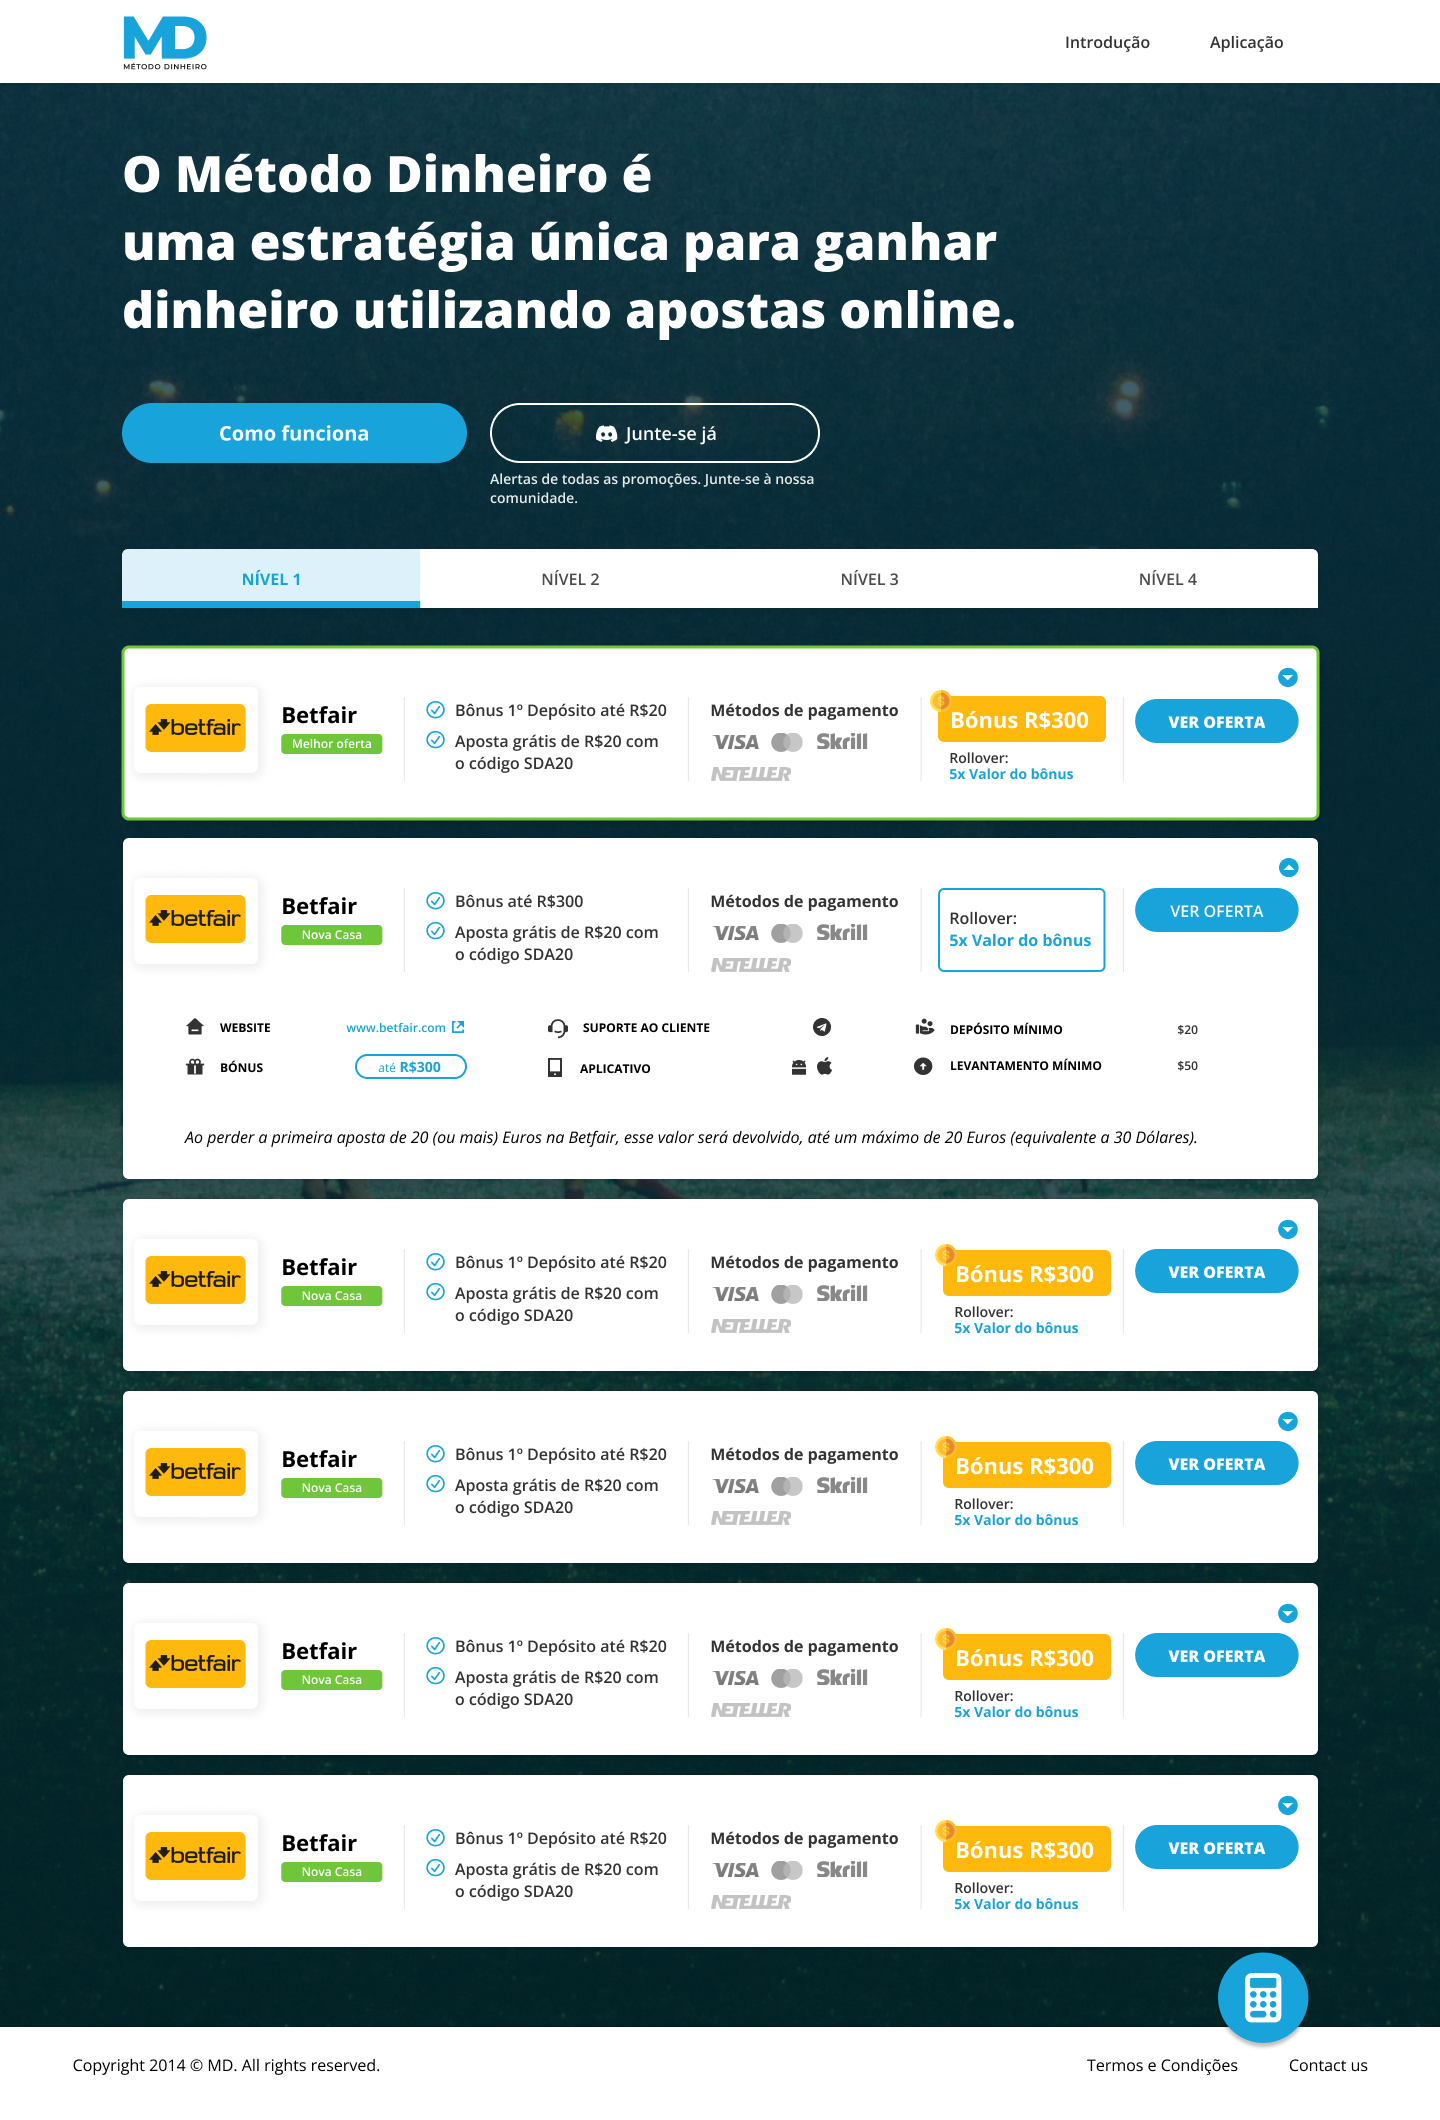 MD
MÉTODO DINHEIRO
Introdução
Aplicação
O Método Dinheiro é
uma estratégia única para ganhar
dinheiro utilizando apostas online.
Como funciona
Junte-se já
Alertas de todas as promoções. Junte-se à nossa
comunidade.
NÍVEL 1
NÍVEL 2
NÍVEL 3
NÍVEL 4
betfair
Betfair
Melhor oferta
Bônus 1º Depósito até R$20
Aposta grátis de R$20 com
o código SDA20
Métodos de pagamento
VISA
Skrill
NETELLER
$
Bónus R$300
Rollover:
5x Valor do bônus
VER OFERTA
betfair
Betfair
Nova Casa
Bônus até R$300
Aposta grátis de R$20 com
o código SDA20
Métodos de pagamento
VISA
Skrill
NETELLER
Rollover:
5x Valor do bônus
VER OFERTA
WEBSITE
www.betfair.com
BÓNUS
até R$300
SUPORTE AO CLIENTE
APLICATIVO
DEPÓSITO MÍNIMO
$20
LEVANTAMENTO MÍNIMO
$50
Ao perder a primeira aposta de 20 (ou mais) Euros na Betfair, esse valor será devolvido, até um máximo de 20 Euros (equivalente a 30 Dólares).
betfair
Betfair
Nova Casa
Bônus 1º Depósito até R$20
Aposta grátis de R$20 com
o código SDA20
Métodos de pagamento
VISA
Skrill
NETELLER
$
Bónus R$300
Rollover:
5x Valor do bônus
VER OFERTA
betfair
Betfair
Nova Casa
Bônus 1º Depósito até R$20
Aposta grátis de R$20 com
o código SDA20
Métodos de pagamento
VISA
Skrill
NETELLER
$
Bónus R$300
Rollover:
5x Valor do bônus
VER OFERTA
betfair
Betfair
Nova Casa
Bônus 1º Depósito até R$20
Aposta grátis de R$20 com
o código SDA20
Métodos de pagamento
VISA
Skrill
NETELLER
$
Bónus R$300
Rollover:
5x Valor do bônus
VER OFERTA
betfair
Betfair
Nova Casa
Bônus 1º Depósito até R$20
Aposta grátis de R$20 com
o código SDA20
Métodos de pagamento
VISA
Skrill
NETELLER
$
Bónus R$300
Rollover:
5x Valor do bônus
VER OFERTA
Copyright 2014 © MD. All rights reserved.
Termos e Condições
Contact us